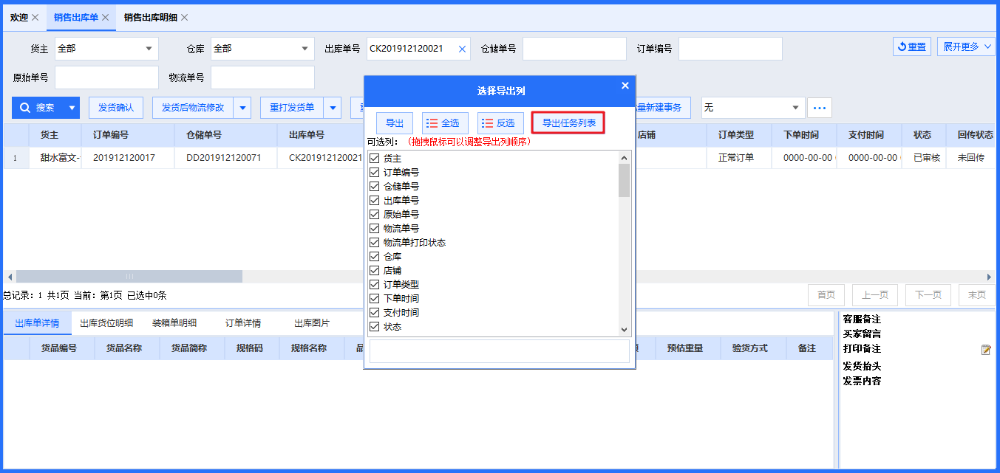 欢迎 销售出库单 销售出库明细
货主 全部 仓库 全部 出库单号 CK201912120021 仓储单号 订单编号 重置 展开更多
原始单号 物流单号
搜索 发货确认 发货后物流修改 重打发货单 量新建事务 无
货主 订单编号 仓储单号 出库单号 店铺 订单类型 下单时间 支付时间 状态 回传状态
1 甜水富文- 201912120017 DD201912120071 CK201912120021 正常订单 0000-00-00 0000-00-00 已审核 未回传
选择导出列
导出 全选 反选 导出任务列表
可选列：（拖拽鼠标可以调整导出列顺序）
货主
订单编号
仓储单号
出库单号
原始单号
物流单号
物流单打印状态
仓库
店铺
订单类型
下单时间
支付时间
状态
总记录：1 共1页 当前：第1页 已选中0条 首页 上一页 下一页 末页
出库单详情 出库货位明细 装箱单明细 订单详情 出库图片
货品编号 货品名称 货品简称 规格码 规格名称 品 预估重量 验货方式 备注
客服备注
买家留言
打印备注
发货抬头
发票内容